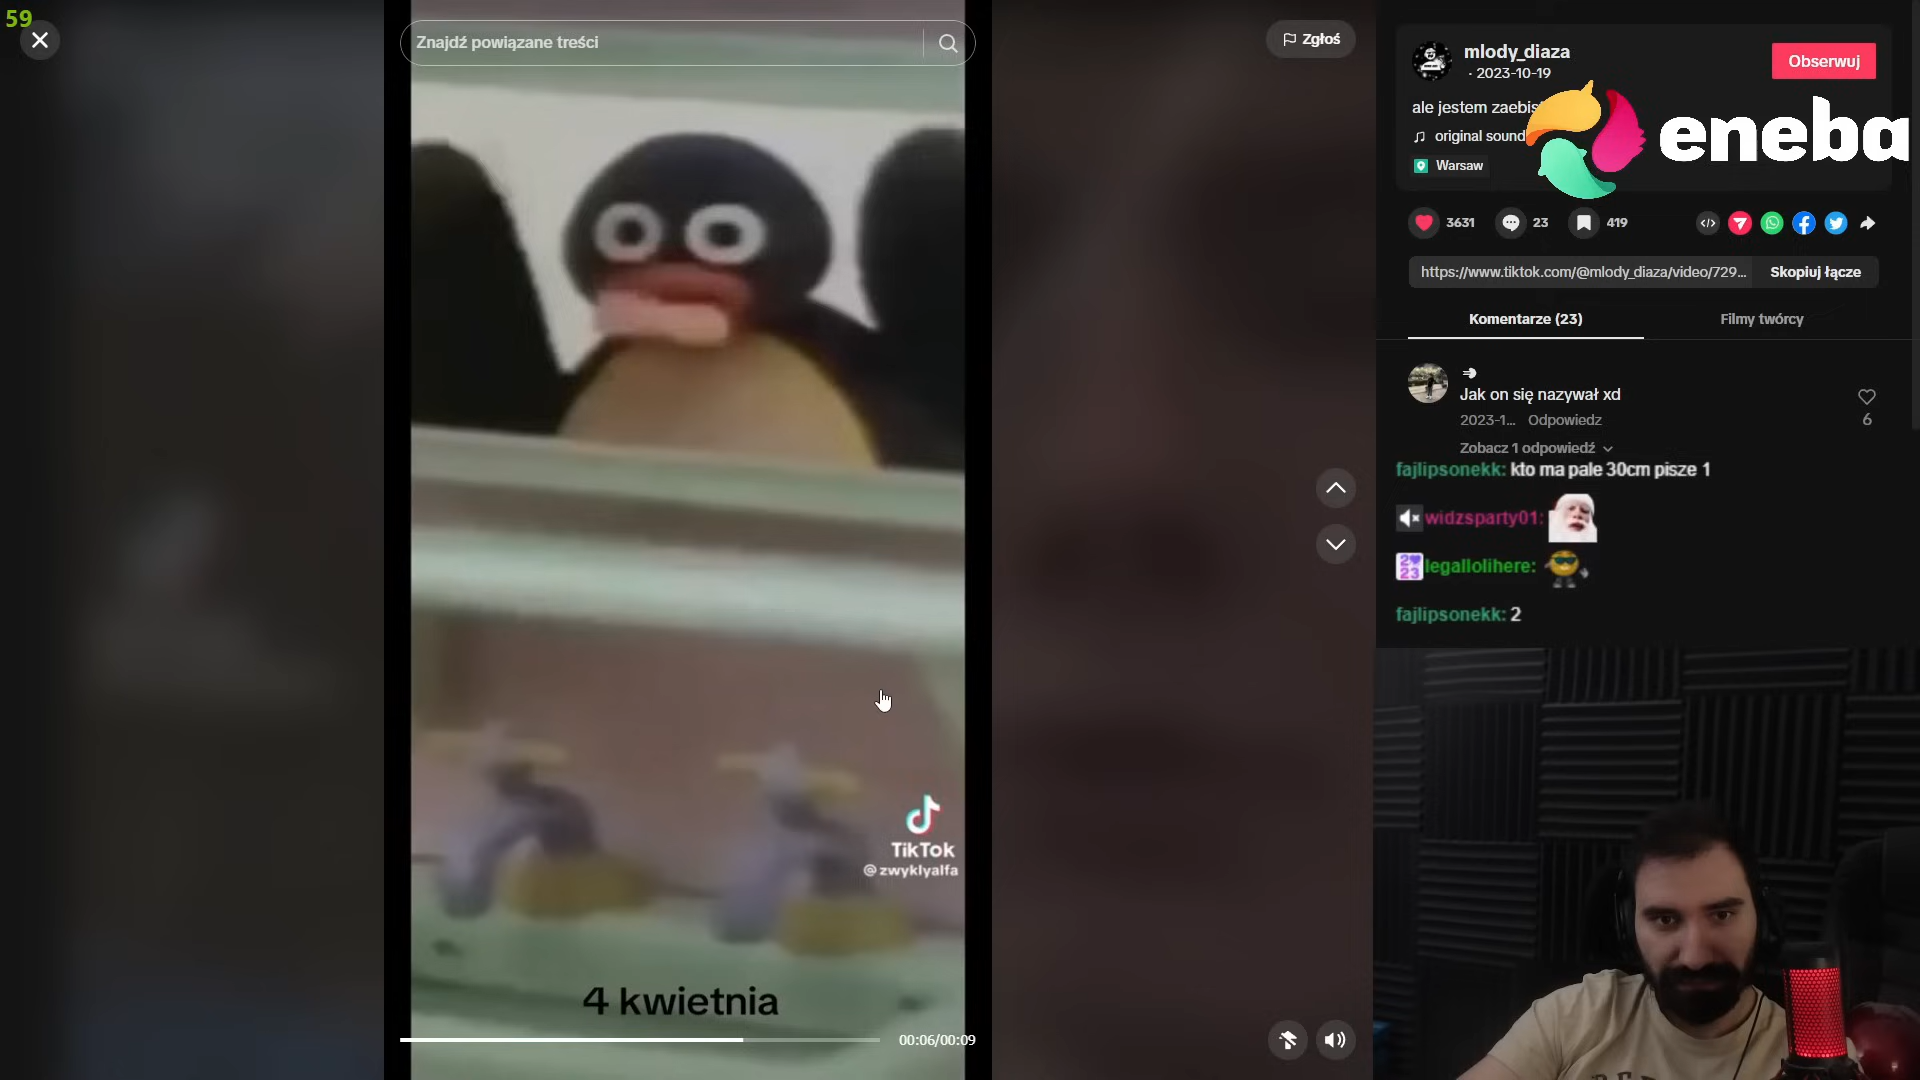 59
Znajdź powiązane treści
Zgłoś
mlody_diaza
· 2023-10-19
Obserwuj
ale jestem zaebis
original sound
Warsaw
eneba
3631
23
419
https://www.tiktok.com/@mlody_diaza/video/729...
Skopiuj łącze
Komentarze (23)
Filmy twórcy
Jak on się nazywał xd
2023-1... Odpowiedz
6
Zobacz 1 odpowiedź
fajlipsonekk: kto ma pale 30cm pisze 1
widzsparty01:
2023
legallolihere:
fajlipsonekk: 2
TikTok
@zwyklyalfa
4 kwietnia
00:06/00:09